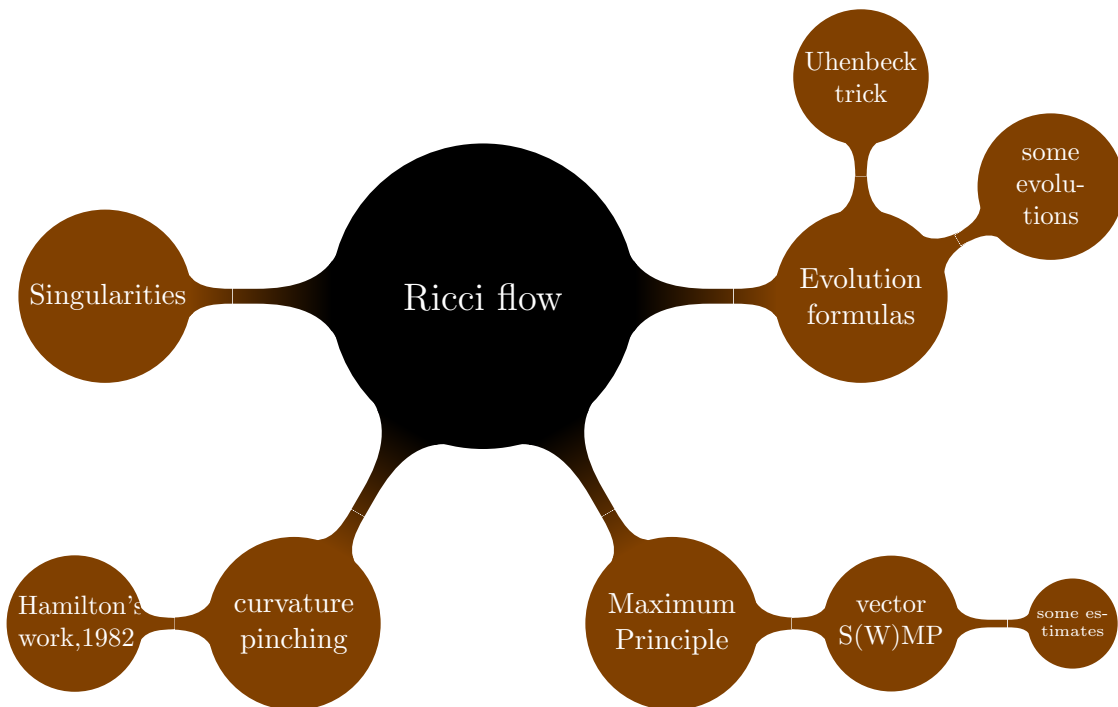 Uhenbeck
trick
some
evolu-
tions
Singularities
Ricci flow
Evolution
formulas
Hamilton's
work,1982
curvature
pinching
Maximum
Principle
vector
S(W)MP
some es-
timates